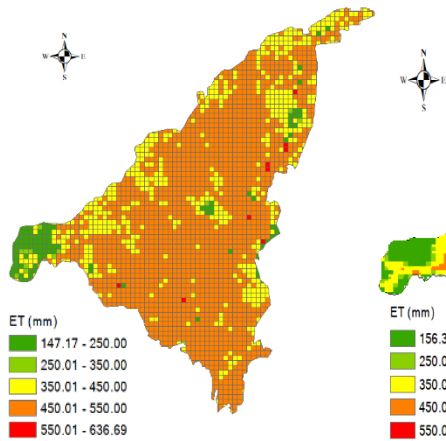 N
W E
S
N
W E
S
ET (mm)
147.17 - 250.00
250.01 - 350.00
350.01 - 450.00
450.01 - 550.00
550.01 - 636.69
ET (mm)
156.3
250.0
350.0
450.0
550.0